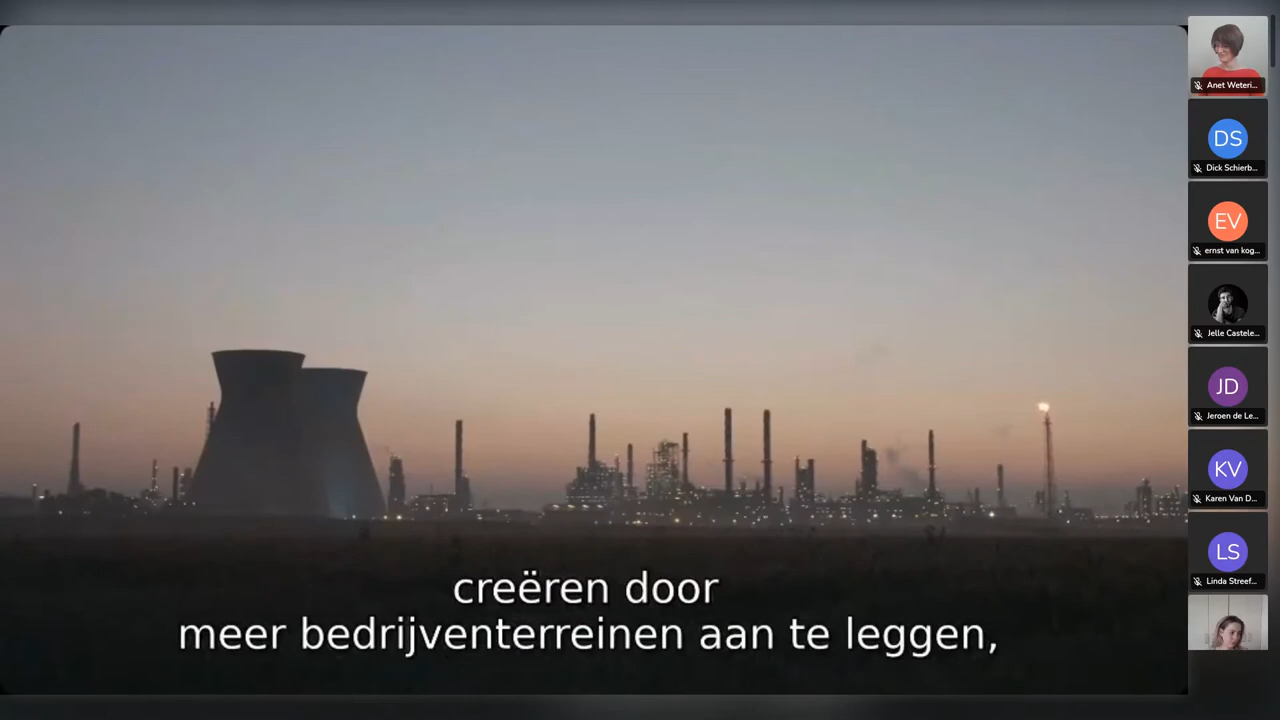 creëren door
meer bedrijventerreinen aan te leggen,
Anet Weteri...
DS
Dick Schierb...
EV
ernst van kog...
Jelle Castele...
JD
Jeroen de Le...
KV
Karen Van D...
LS
Linda Streef...